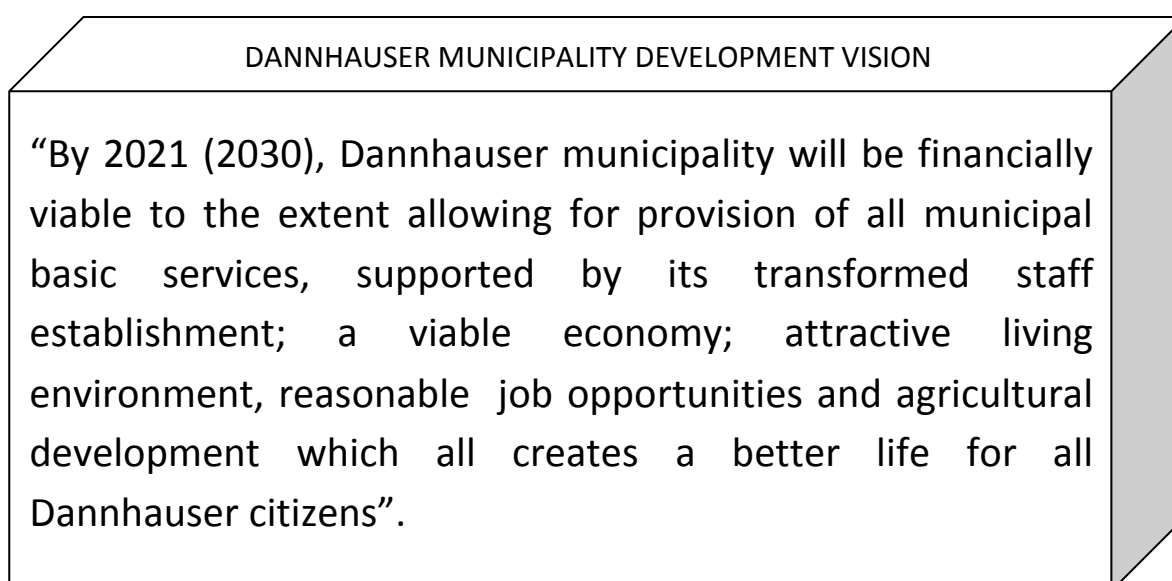 DANNHAUSER MUNICIPALITY DEVELOPMENT VISION
“By 2021 (2030), Dannhauser municipality will be financially
viable to the extent allowing for provision of all municipal
basic services, supported by its transformed staff
establishment; a viable economy; attractive living
environment, reasonable job opportunities and agricultural
development which all creates a better life for all
Dannhauser citizens”.